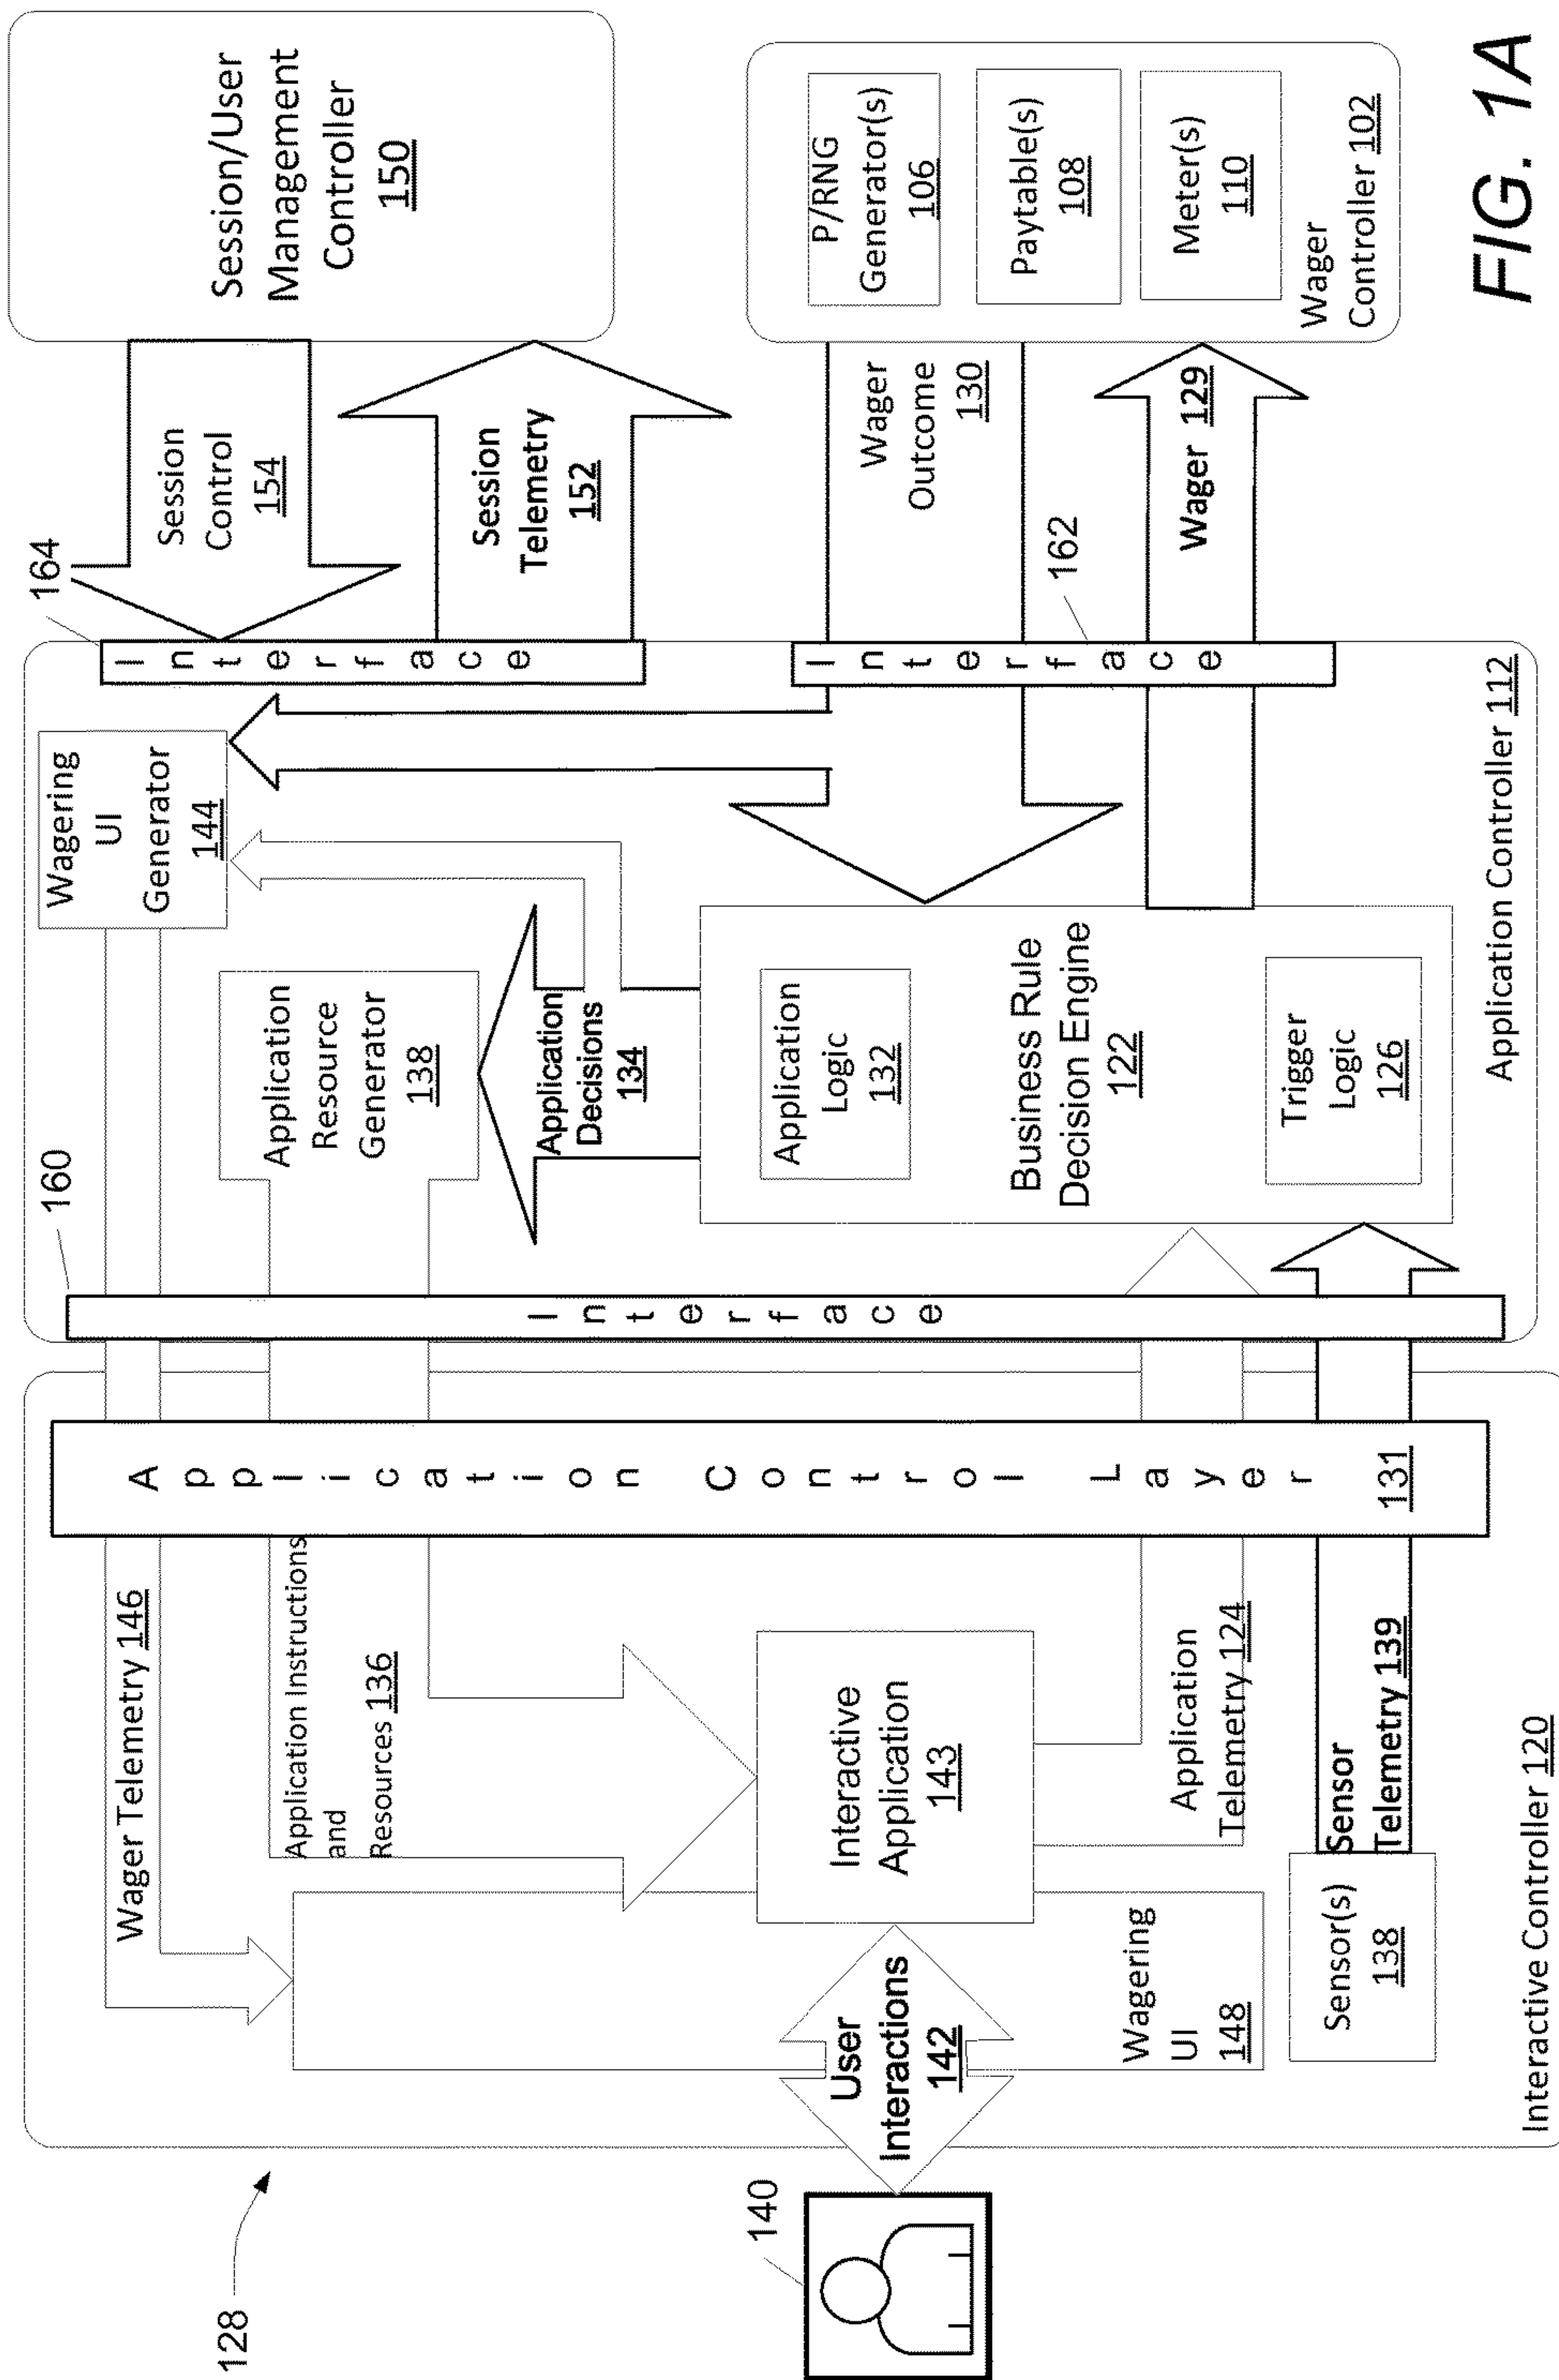 128
140
User
Interactions
142
Wager Telemetry 146
Application Instructions
and
Resources 136
Interactive
Application
143
Application
Telemetry 124
Wagering
UI
148
Sensor(s)
138
Sensor
Telemetry 139
Interactive Controller 120
Application Control Layer
131
160
Interface
Wagering
UI
Generator
144
Application
Resource
Generator
138
Application
Decisions
134
Application
Logic
132
Business Rule
Decision Engine
122
Trigger
Logic
126
Application Controller 112
164
Interface
162
Interface
Session
Control
154
Session
Telemetry
152
Wager
Outcome
130
Wager 129
Session/User
Management
Controller
150
P/RNG
Generator(s)
106
Paytable(s)
108
Meter(s)
110
Wager
Controller 102
FIG. 1A